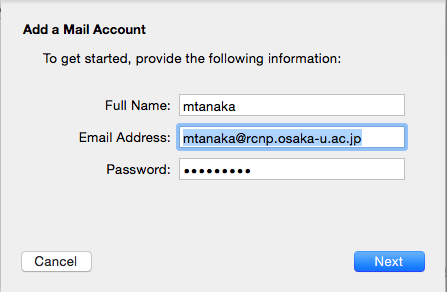 Add a Mail Account
To get started, provide the following information:
Full Name: mtanaka
Email Address: mtanaka@rcnp.osaka-u.ac.jp
Password: •••••••••
Cancel Next